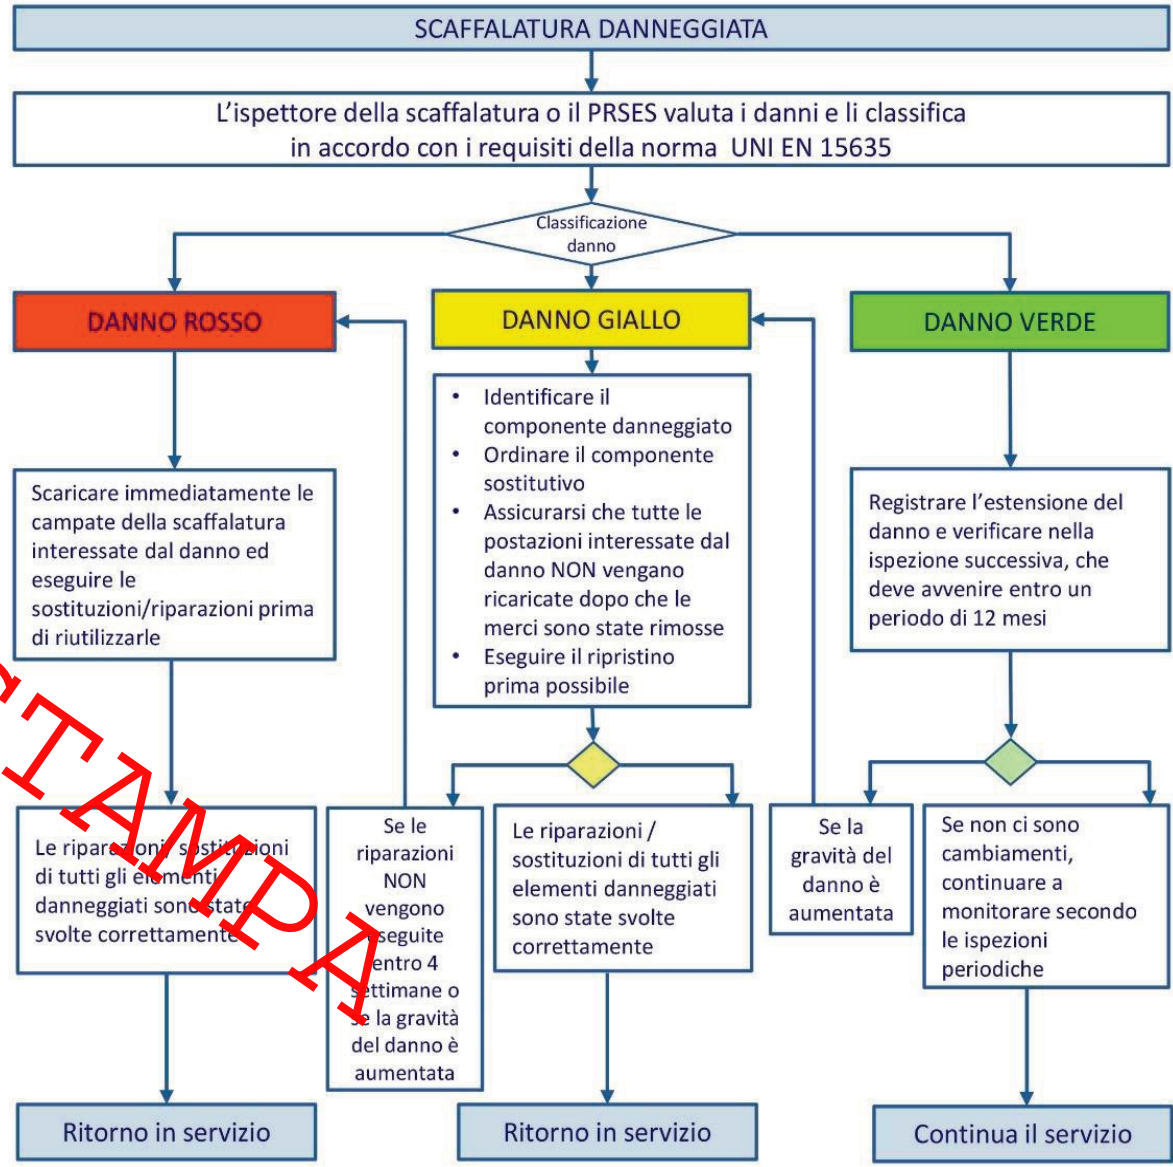 SCAFFALATURA DANNEGGIATA
L'ispettore della scaffalatura o il PRSES valuta i danni e li classifica
in accordo con i requisiti della norma UNI EN 15635
Classificazione
danno
DANNO ROSSO
DANNO GIALLO
DANNO VERDE
Scaricare immediatamente le
campate della scaffalatura
interessate dal danno ed
eseguire le
sostituzioni/riparazioni prima
di riutilizzarle
• Identificare il
componente danneggiato
• Ordinare il componente
sostitutivo
• Assicurarsi che tutte le
postazioni interessate dal
danno NON vengano
ricaricate dopo che le
merci sono state rimosse
• Eseguire il ripristino
prima possibile
Registrare l'estensione del
danno e verificare nella
ispezione successiva, che
deve avvenire entro un
periodo di 12 mesi
Le riparazioni/ sostituzioni
di tutti gli elementi
danneggiati sono state
svolte correttamente
Se le
riparazioni
NON
vengono
eseguite
entro 4
settimane o
se la gravità
del danno è
aumentata
Le riparazioni /
sostituzioni di tutti gli
elementi danneggiati
sono state svolte
correttamente
Se la
gravità del
danno è
aumentata
Se non ci sono
cambiamenti,
continuare a
monitorare secondo
le ispezioni
periodiche
Ritorno in servizio
Ritorno in servizio
Continua il servizio
STAMPA